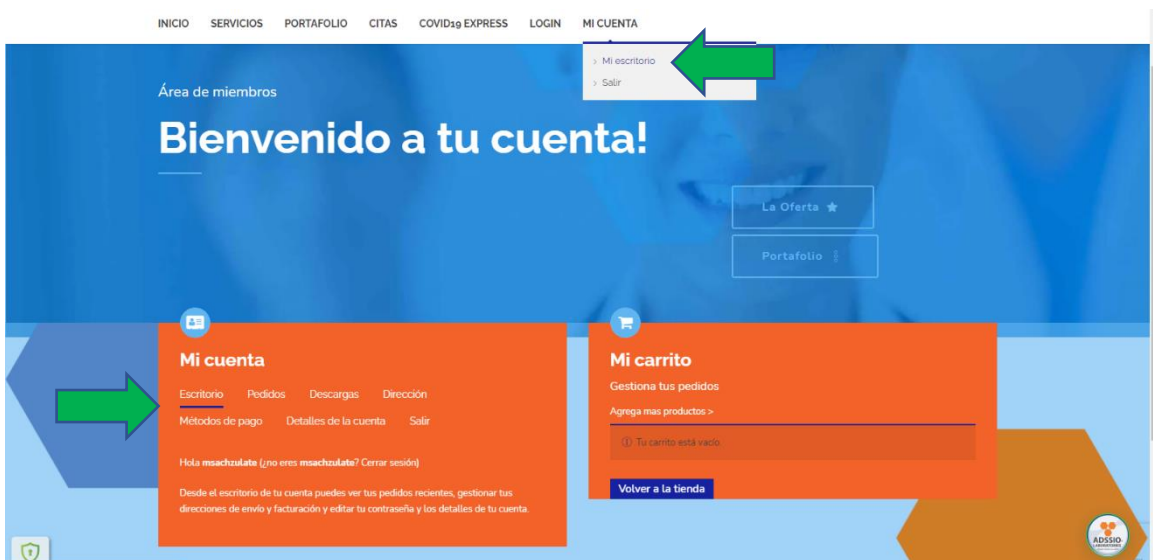 INICIO SERVICIOS PORTAFOLIO CITAS COVID19 EXPRESS LOGIN MI CUENTA
> Mi escritorio
> Salir
Área de miembros
Bienvenido a tu cuenta!
La Oferta
Portafolio
Mi cuenta
Escritorio Pedidos Descargas Dirección
Métodos de pago Detalles de la cuenta Salir
Hola msachzulate (¿no eres msachzulate? Cerrar sesión)
Desde el escritorio de tu cuenta puedes ver tus pedidos recientes, gestionar tus
direcciones de envío y facturación y editar tu contraseña y los detalles de tu cuenta.
Mi carrito
Gestiona tus pedidos
Agrega mas productos >
Tu carrito está vacío.
Volver a la tienda
ADSSIO